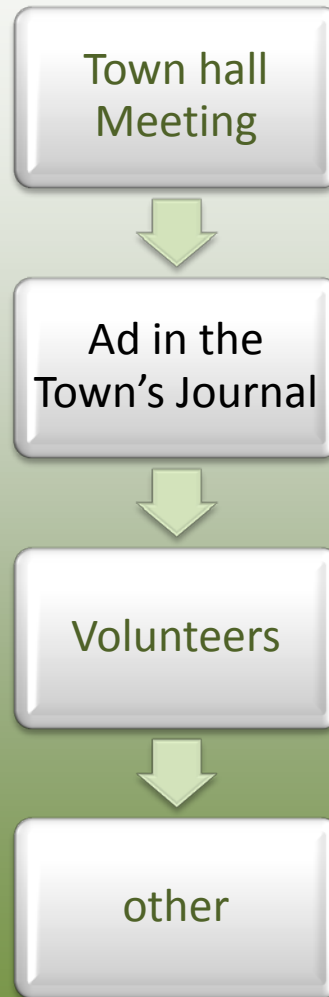 Town hall
Meeting
Ad in the
Town’s Journal
Volunteers
other